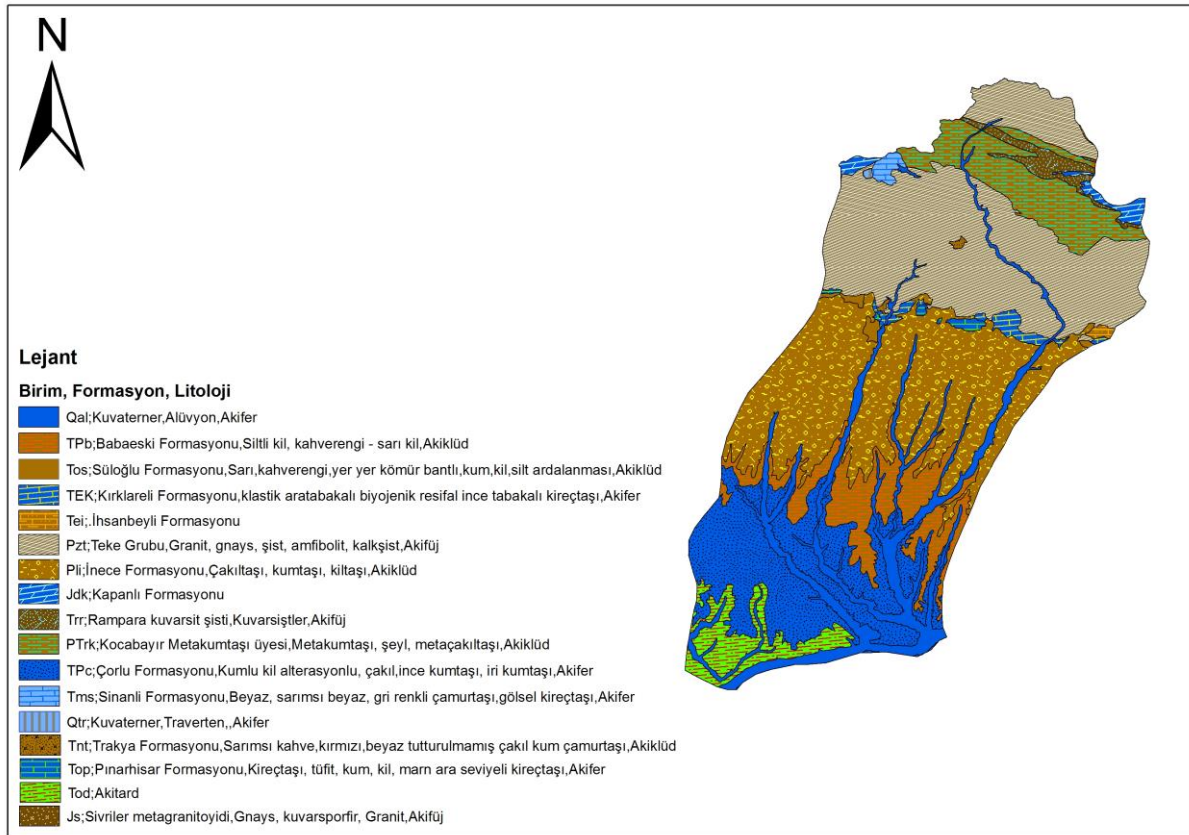 N
Lejant
Birim, Formasyon, Litoloji
Qal;Kuvaterner,Alüvyon,Akifer
TPb;Babaeski Formasyonu,Siltli kil, kahverengi - sarı kil,Akiklüd
Tos;Süloğlu Formasyonu,Sarı,kahverengi,yer yer kömür bantlı,kum,kil,silt ardalanması,Akiklüd
TEK;Kırklareli Formasyonu,klastik aratabakalı biyojenik resifal ince tabakalı kireçtaşı,Akifer
Tei;.İhsanbeyli Formasyonu
Pzt;Teke Grubu,Granit, gnays, şist, amfibolit, kalkşist,Akifüj
Pli;İnece Formasyonu,Çakıltaşı, kumtaşı, kiltaşı,Akiklüd
Jdk;Kapanlı Formasyonu
Trr;Rampara kuvarsit şisti,Kuvarsiştler,Akifüj
PTrk;Kocabayır Metakumtaşı üyesi,Metakumtaşı, şeyl, metaçakıltaşı,Akiklüd
TPc;Çorlu Formasyonu,Kumlu kil alterasyonlu, çakıl,ince kumtaşı, iri kumtaşı,Akifer
Tms;Sinanli Formasyonu,Beyaz, sarımsı beyaz, gri renkli çamurtaşı,gölsel kireçtaşı,Akifer
Qtr;Kuvaterner,Traverten,,Akifer
Tnt;Trakya Formasyonu,Sarımsı kahve,kırmızı,beyaz tutturulmamış çakıl kum çamurtaşı,Akiklüd
Top;Pınarhisar Formasyonu,Kireçtaşı, tüfit, kum, kil, marn ara seviyeli kireçtaşı,Akifer
Tod;Akitard
Js;Sivriler metagranitoyidi,Gnays, kuvarsporfir, Granit,Akifüj